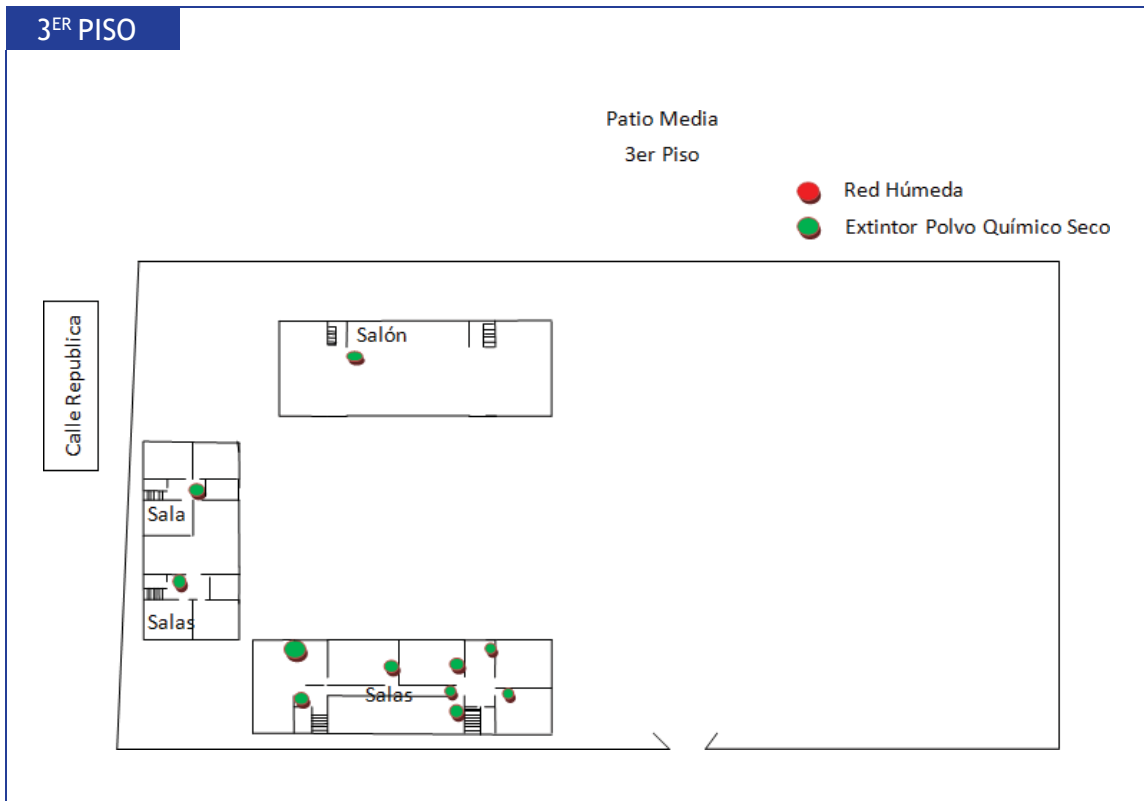 3ER PISO
Patio Media
3er Piso
Red Húmeda
Extintor Polvo Químico Seco
Calle Republica
Salón
Sala
Salas
Salas